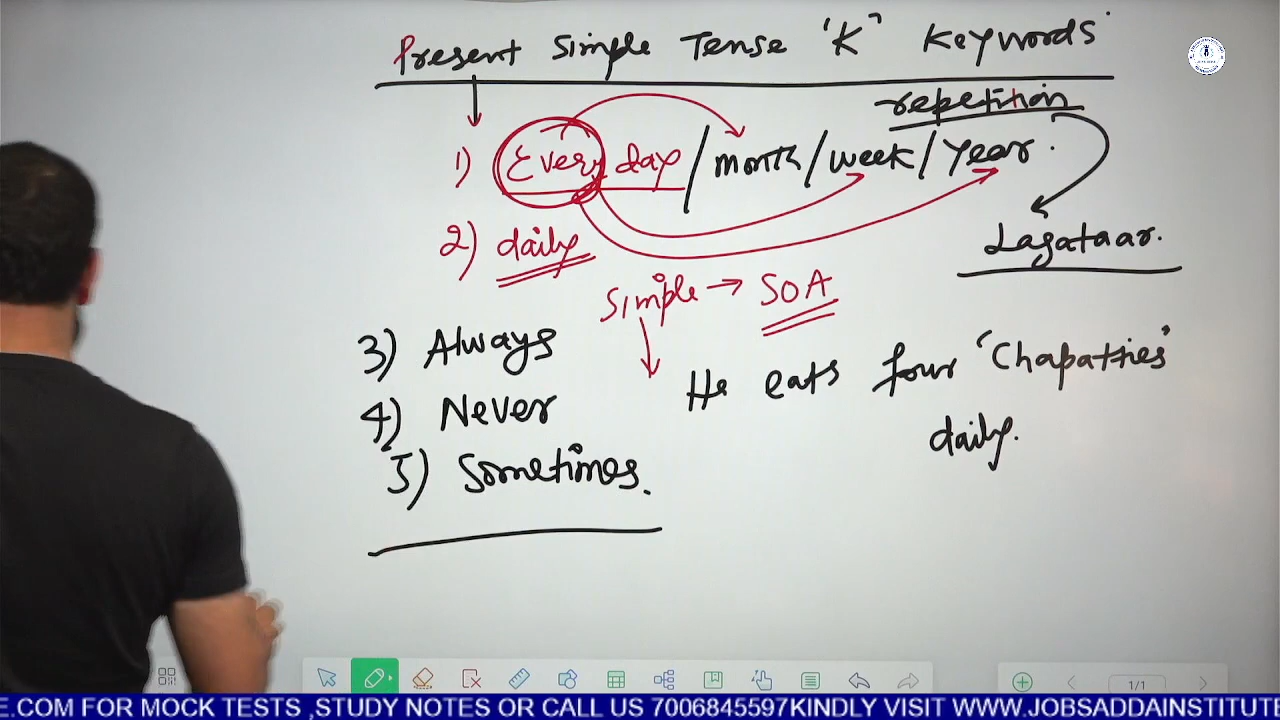 Present Simple Tense 'K' Keywords
repetition
1) Every day / month / week / Year.
2) daily
Lagataar.
Simple → SOA
3) Always
He eats four 'Chapatties'
4) Never
daily.
5) Sometimes.
1/1
E.COM FOR MOCK TESTS ,STUDY NOTES OR CALL US 7006845597KINDLY VISIT WWW.JOBSADDAINSTITUTE